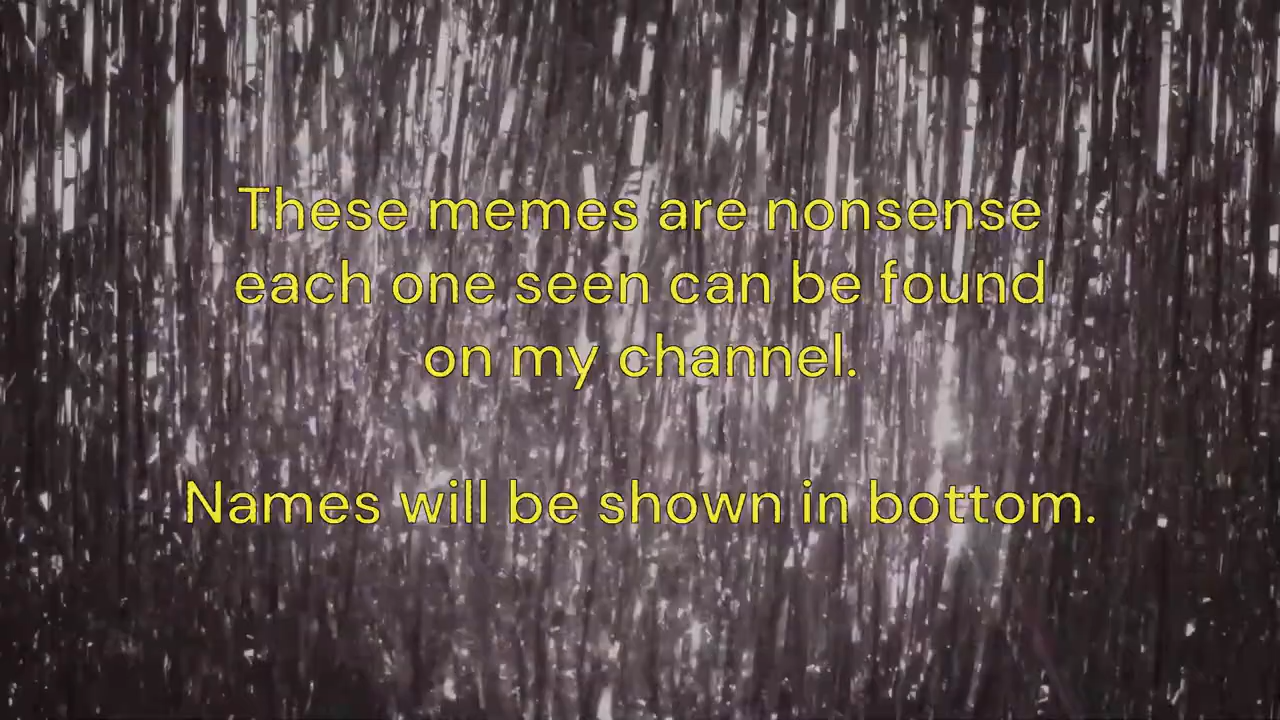 These memes are nonsense
each one seen can be found
on my channel.
Names will be shown in bottom.